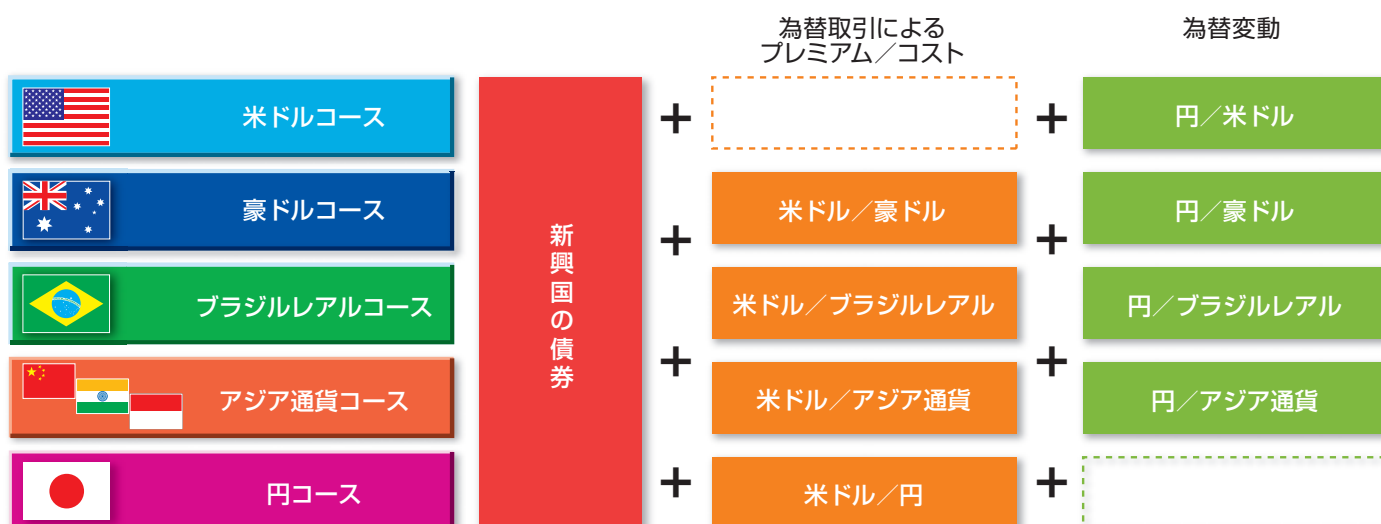 為替取引による
プレミアム／コスト
為替変動
米ドルコース
円／米ドル
豪ドルコース
米ドル／豪ドル
円／豪ドル
新興国の債券
ブラジルレアルコース
米ドル／ブラジルレアル
円／ブラジルレアル
アジア通貨コース
米ドル／アジア通貨
円／アジア通貨
円コース
米ドル／円